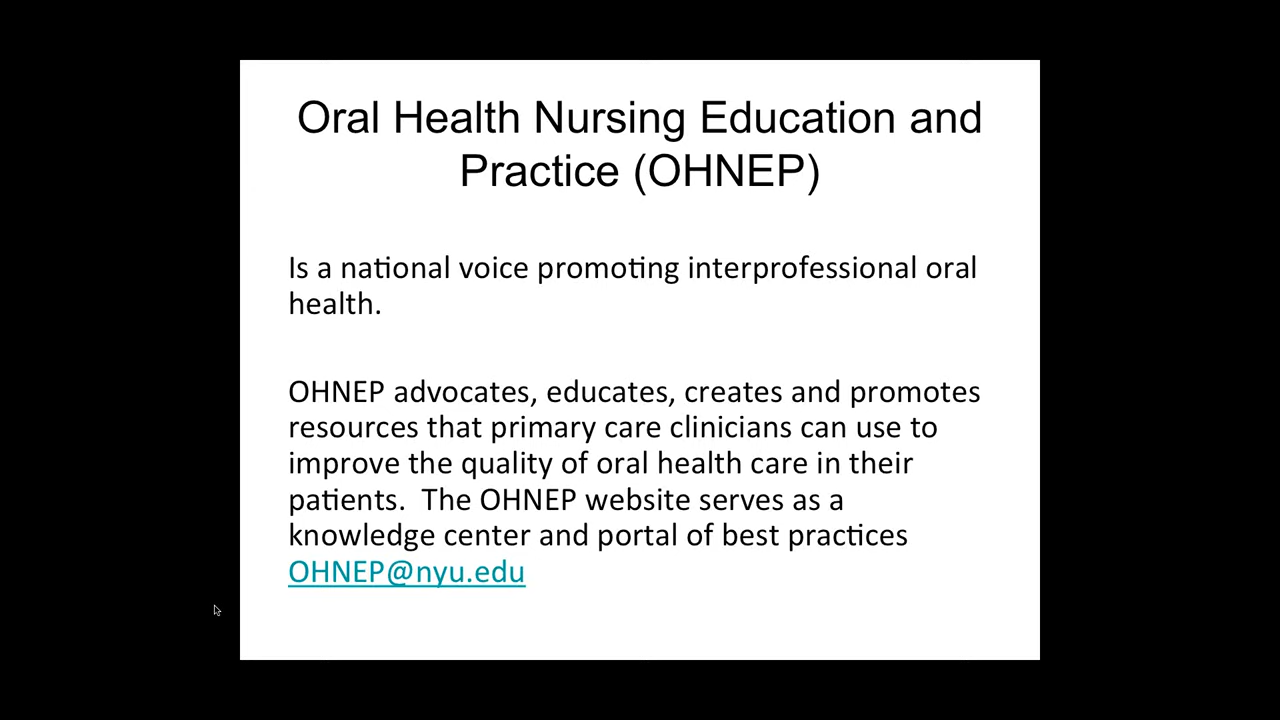 Oral Health Nursing Education and
Practice (OHNEP)
Is a national voice promoting interprofessional oral
health.
OHNEP advocates, educates, creates and promotes
resources that primary care clinicians can use to
improve the quality of oral health care in their
patients.  The OHNEP website serves as a
knowledge center and portal of best practices
OHNEP@nyu.edu